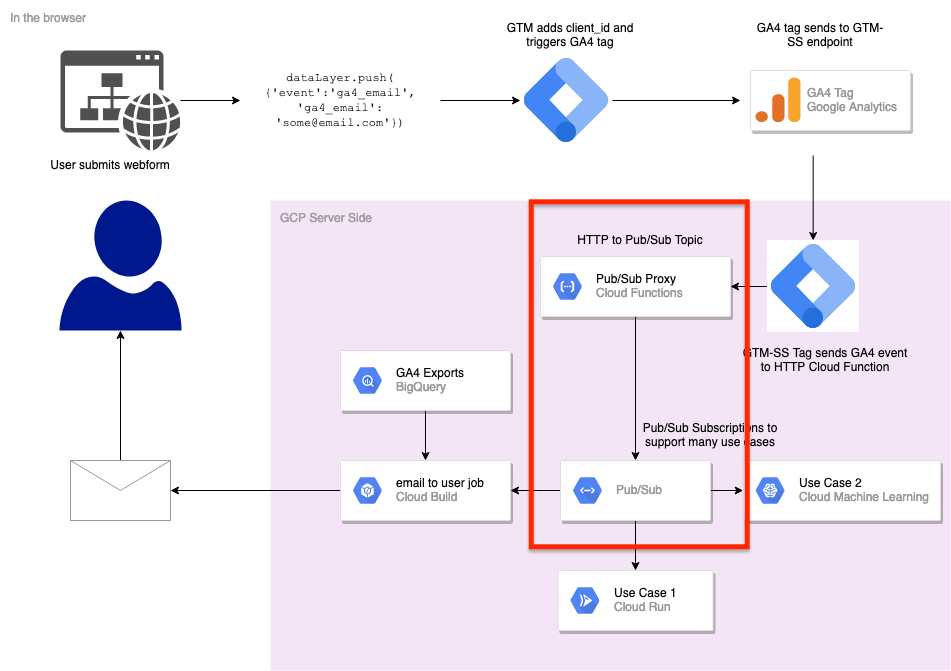 In the browser
GTM adds client_id and
triggers GA4 tag
GA4 tag sends to GTM-
SS endpoint
dataLayer.push(
{'event':'ga4_email',
'ga4_email':
'some@email.com'})
GA4 Tag
Google Analytics
User submits webform
GCP Server Side
HTTP to Pub/Sub Topic
Pub/Sub Proxy
Cloud Functions
GTM-SS Tag sends GA4 event
to HTTP Cloud Function
GA4 Exports
BigQuery
Pub/Sub Subscriptions to
support many use cases
email to user job
Cloud Build
Pub/Sub
Use Case 2
Cloud Machine Learning
Use Case 1
Cloud Run